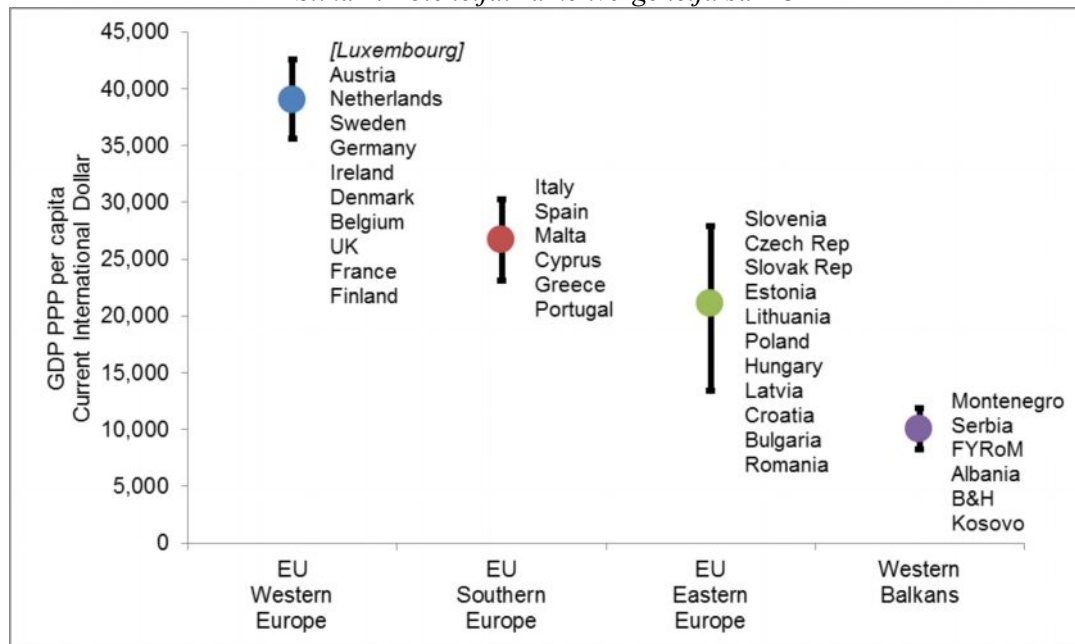 45,000
40,000
35,000
30,000
25,000
20,000
15,000
10,000
5,000
0
GDP PPP per capita
Current International Dollar
[Luxembourg]
Austria
Netherlands
Sweden
Germany
Ireland
Denmark
Belgium
UK
France
Finland
Italy
Spain
Malta
Cyprus
Greece
Portugal
Slovenia
Czech Rep
Slovak Rep
Estonia
Lithuania
Poland
Hungary
Latvia
Croatia
Bulgaria
Romania
Montenegro
Serbia
FYRoM
Albania
B&H
Kosovo
EU
Western
Europe
EU
Southern
Europe
EU
Eastern
Europe
Western
Balkans